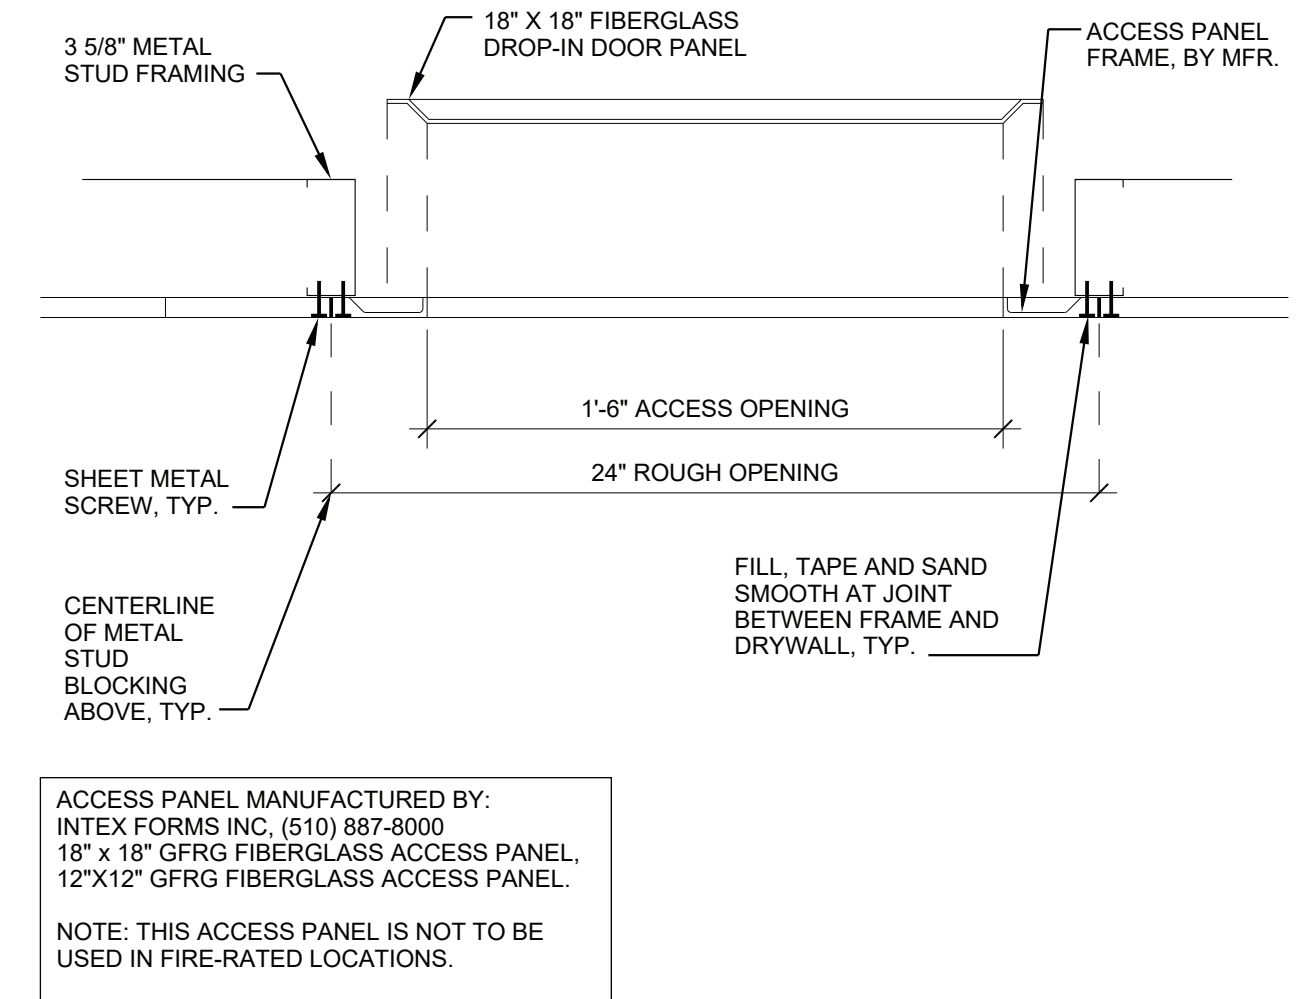 18" X 18" FIBERGLASS
DROP-IN DOOR PANEL
ACCESS PANEL
FRAME, BY MFR.
3 5/8" METAL
STUD FRAMING
1'-6" ACCESS OPENING
24" ROUGH OPENING
SHEET METAL
SCREW, TYP.
FILL, TAPE AND SAND
SMOOTH AT JOINT
BETWEEN FRAME AND
DRYWALL, TYP.
CENTERLINE
OF METAL
STUD
BLOCKING
ABOVE, TYP.
ACCESS PANEL MANUFACTURED BY:
INTEX FORMS INC, (510) 887-8000
18" x 18" GFRG FIBERGLASS ACCESS PANEL,
12"X12" GFRG FIBERGLASS ACCESS PANEL.
NOTE: THIS ACCESS PANEL IS NOT TO BE
USED IN FIRE-RATED LOCATIONS.